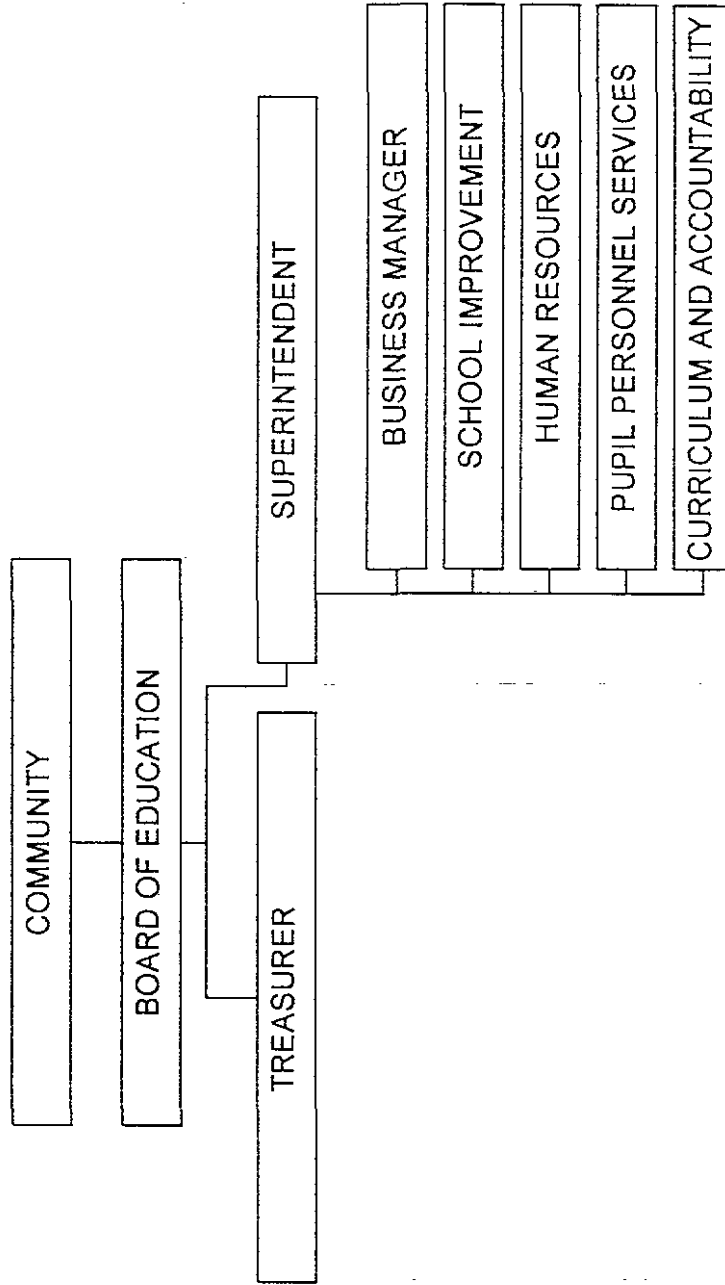 COMMUNITY
BOARD OF EDUCATION
TREASURER
SUPERINTENDENT
BUSINESS MANAGER
SCHOOL IMPROVEMENT
HUMAN RESOURCES
PUPIL PERSONNEL SERVICES
CURRICULUM AND ACCOUNTABILITY